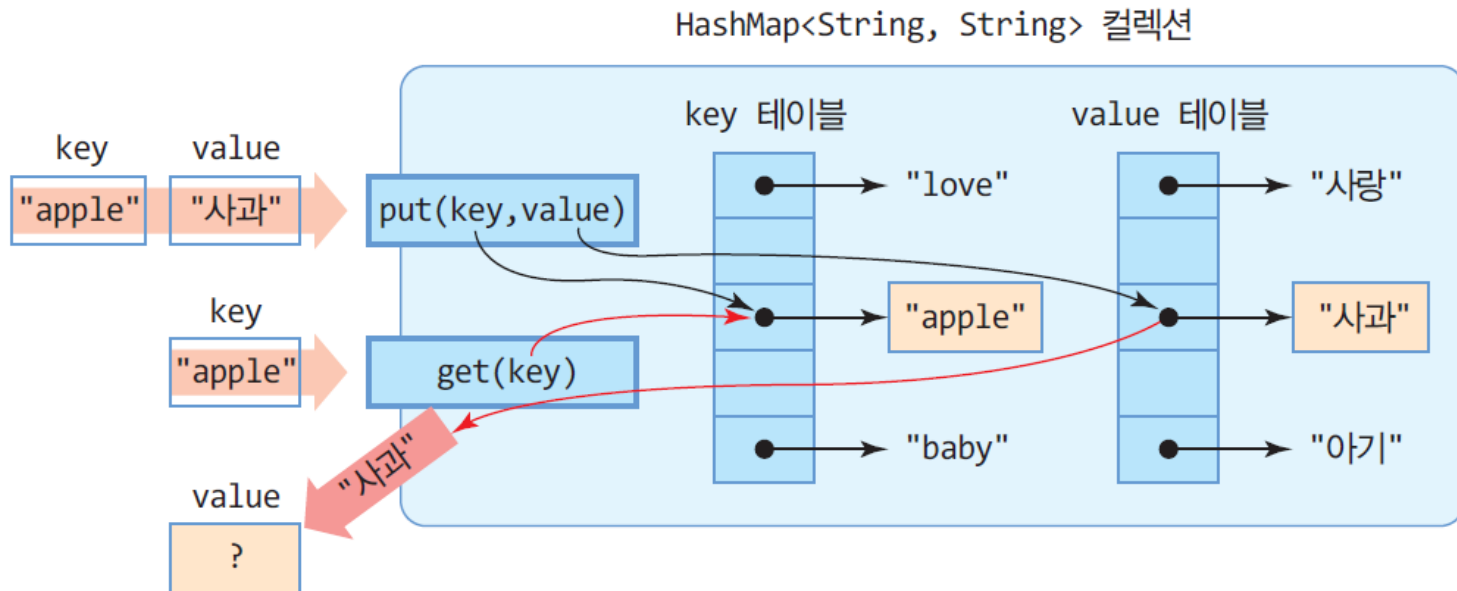 HashMap<String, String> 컬렉션
key 테이블
value 테이블
key
value
"apple"
"사과"
put(key,value)
"love"
"사랑"
"apple"
"사과"
key
"apple"
get(key)
"사과"
"baby"
"아기"
value
?